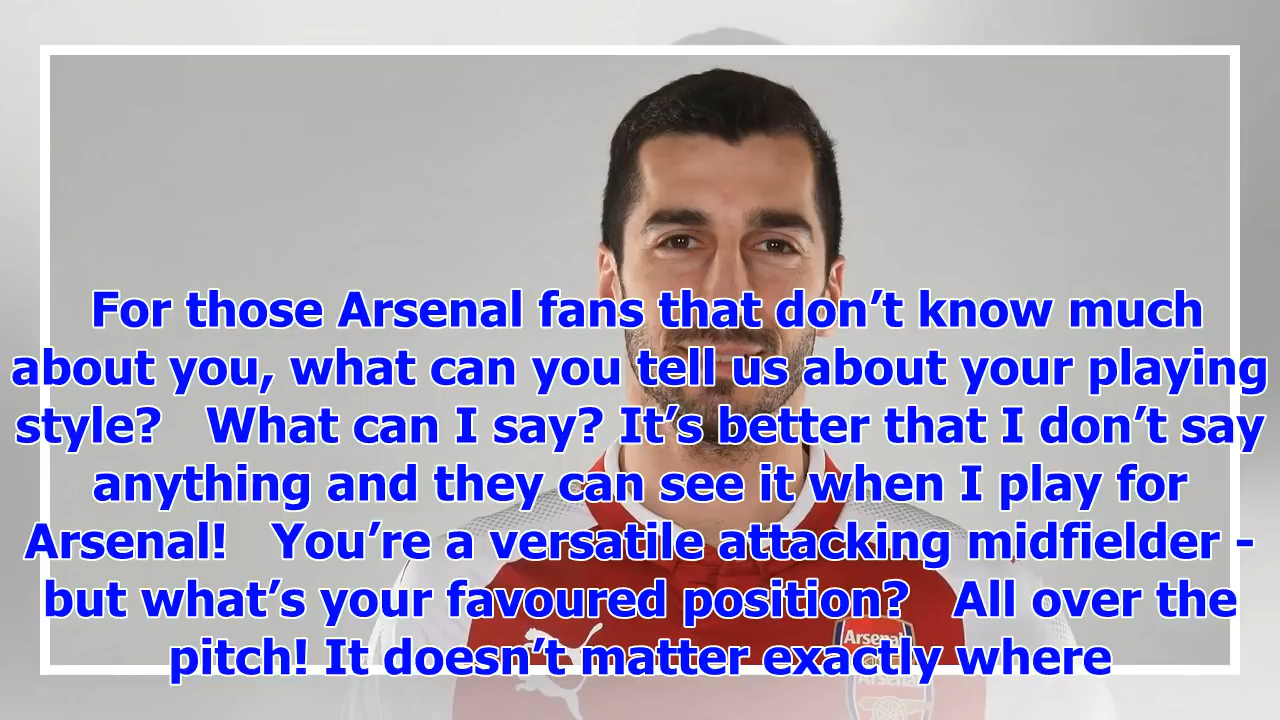 For those Arsenal fans that don’t know much
about you, what can you tell us about your playing
style?   What can I say? It’s better that I don’t say
anything and they can see it when I play for
Arsenal!   You’re a versatile attacking midfielder -
but what’s your favoured position?   All over the
pitch! It doesn’t matter exactly where
Arsenal
Arsenal